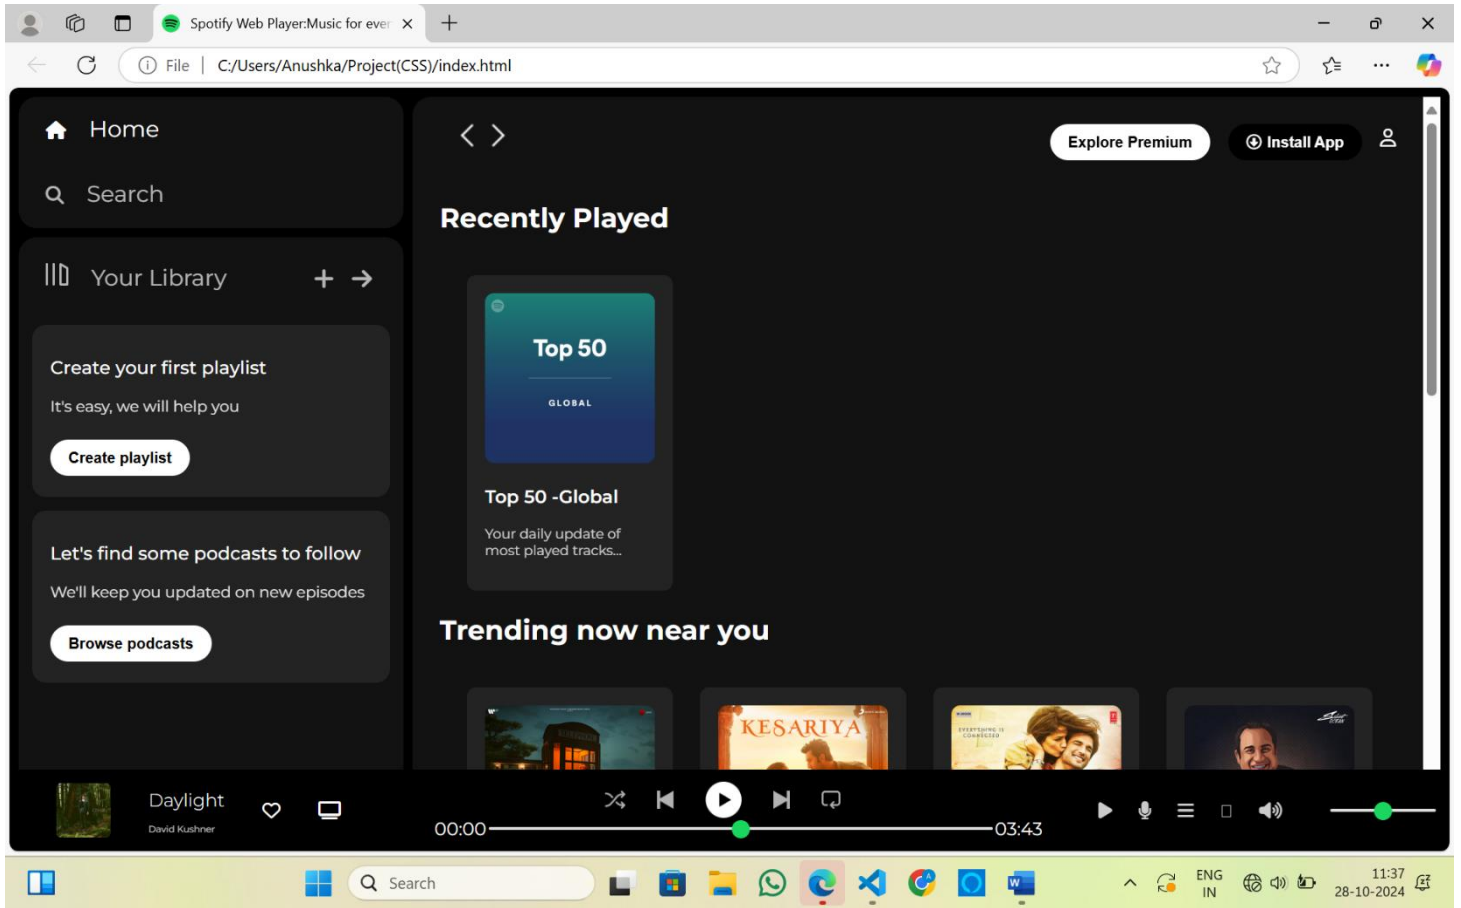 Spotify Web Player:Music for ever
File
C:/Users/Anushka/Project(CSS)/index.html
Home
Search
Your Library
Create your first playlist
It's easy, we will help you
Create playlist
Let's find some podcasts to follow
We'll keep you updated on new episodes
Browse podcasts
Explore Premium
Install App
Recently Played
Top 50
GLOBAL
Top 50 -Global
Your daily update of
most played tracks...
Trending now near you
KESARIYA
EVERYTHING IS
CONNECTED
Daylight
David Kushner
00:00
03:43
Search
ENG
IN
11:37
28-10-2024